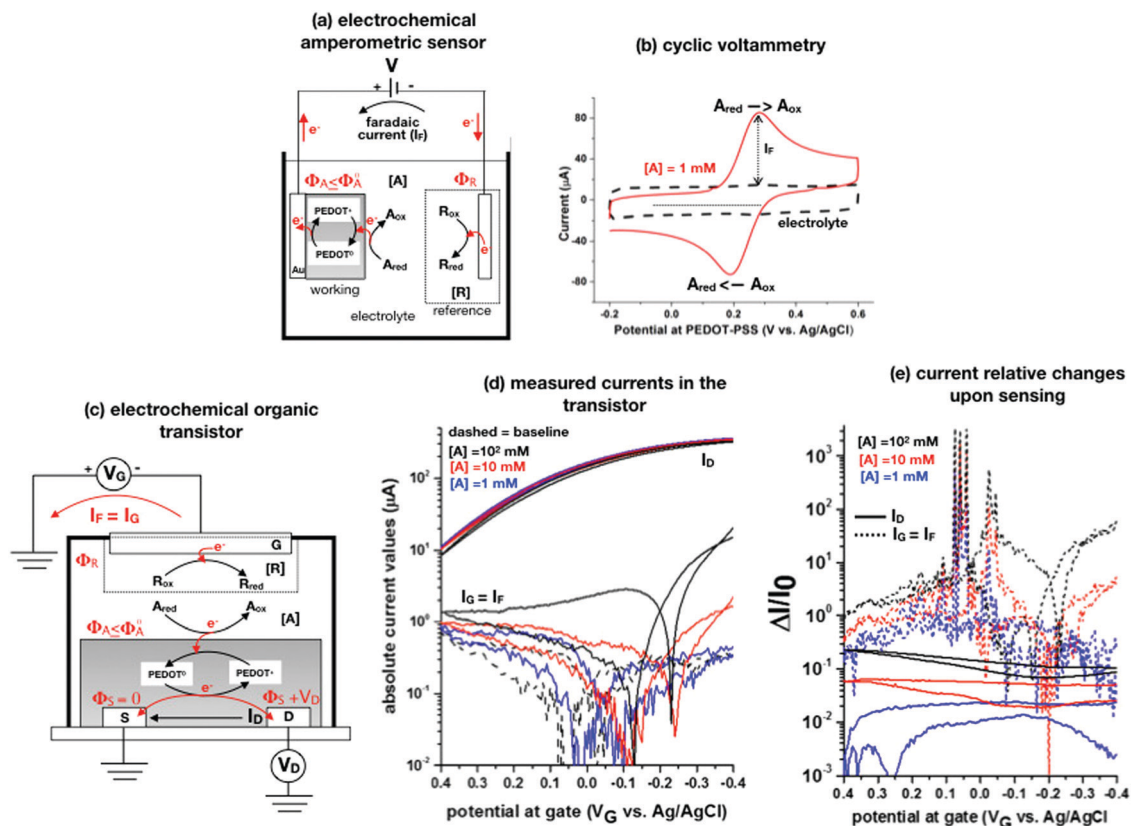 (a) electrochemical
amperometric sensor
V
+ -
faradaic
current (IF)
e-
e-
ΦA≤Φ°A
[A]
ΦR
PEDOT+
PEDOT0
e-
e-
Aox
Ared
Rox
Rred
e-
Au
[R]
working
reference
electrolyte
(b) cyclic voltammetry
Ared —> Aox
[A] = 1 mM
IF
electrolyte
Ared <— Aox
80
40
0
-40
-80
Current (µA)
-0.2 0.0 0.2 0.4 0.6
Potential at PEDOT-PSS (V vs. Ag/AgCl)
(c) electrochemical organic
transistor
+ VG -
IF = IG
G
e-
ΦR
[R]
Rox
Rred
Ared
Aox
[A]
ΦA≤Φ°A
e-
PEDOT0
PEDOT+
e-
ΦS = 0
ΦS + VD
S
ID
D
VD
(d) measured currents in the
transistor
dashed = baseline
[A] =10² mM
[A] =10 mM
[A] =1 mM
ID
IG = IF
10²
10¹
10⁰
10⁻¹
10⁻²
absolute current values (µA)
0.4 0.3 0.2 0.1 0.0 -0.1 -0.2 -0.3 -0.4
potential at gate (VG vs. Ag/AgCl)
(e) current relative changes
upon sensing
[A] =10² mM
[A] =10 mM
[A] =1 mM
ID
IG = IF
10³
10²
10¹
10⁰
10⁻¹
10⁻²
10⁻³
ΔI/I0
0.4 0.3 0.2 0.1 0.0 -0.1 -0.2 -0.3 -0.4
potential at gate (VG vs. Ag/AgCl